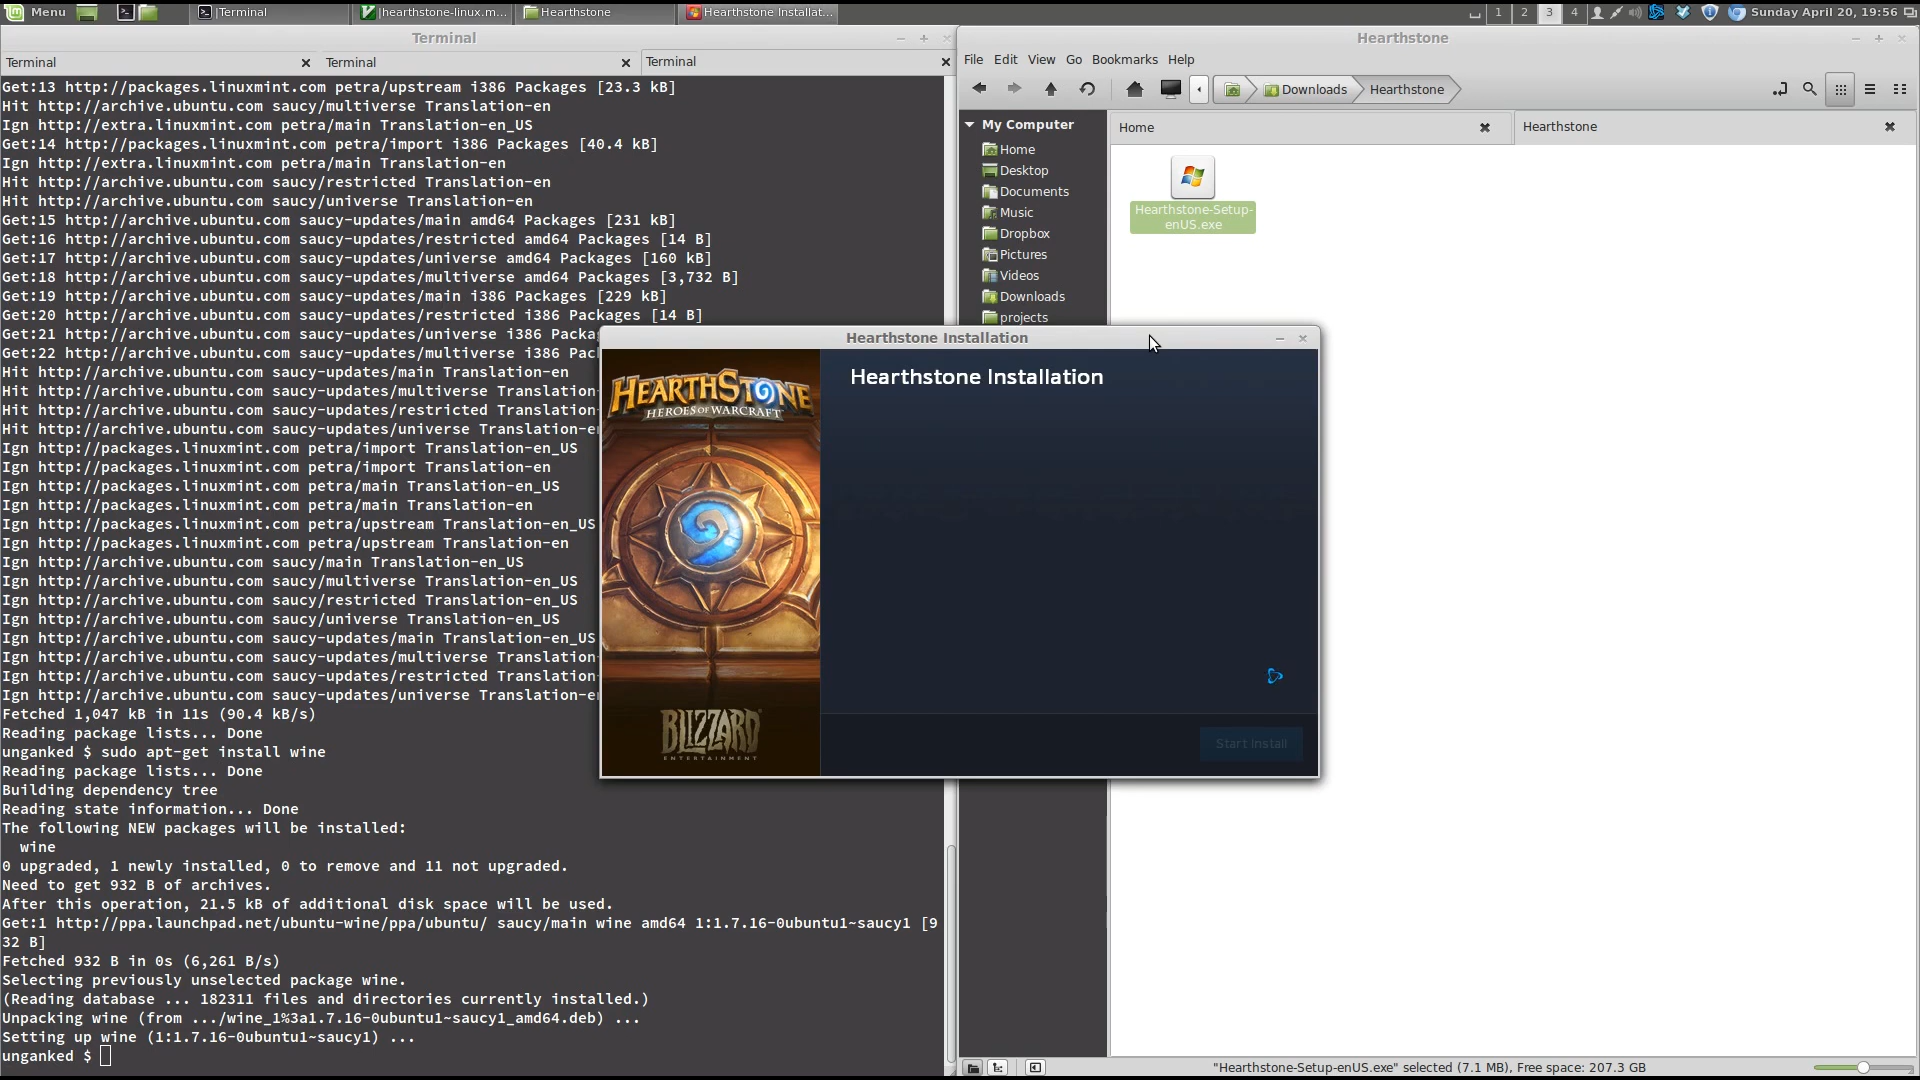 Menu
|Terminal
|hearthstone-linux.m...
Hearthstone
Hearthstone Installat...
1 2 3 4
Sunday April 20, 19:56
Terminal
Terminal
Terminal
Terminal
Get:13 http://packages.linuxmint.com petra/upstream i386 Packages [23.3 kB]
Hit http://archive.ubuntu.com saucy/multiverse Translation-en
Ign http://extra.linuxmint.com petra/main Translation-en_US
Get:14 http://packages.linuxmint.com petra/import i386 Packages [40.4 kB]
Ign http://extra.linuxmint.com petra/main Translation-en
Hit http://archive.ubuntu.com saucy/restricted Translation-en
Hit http://archive.ubuntu.com saucy/universe Translation-en
Get:15 http://archive.ubuntu.com saucy-updates/main amd64 Packages [231 kB]
Get:16 http://archive.ubuntu.com saucy-updates/restricted amd64 Packages [14 B]
Get:17 http://archive.ubuntu.com saucy-updates/universe amd64 Packages [160 kB]
Get:18 http://archive.ubuntu.com saucy-updates/multiverse amd64 Packages [3,732 B]
Get:19 http://archive.ubuntu.com saucy-updates/main i386 Packages [229 kB]
Get:20 http://archive.ubuntu.com saucy-updates/restricted i386 Packages [14 B]
Get:21 http://archive.ubuntu.com saucy-updates/universe i386 Packa
Get:22 http://archive.ubuntu.com saucy-updates/multiverse i386 Pac
Hit http://archive.ubuntu.com saucy-updates/main Translation-en
Hit http://archive.ubuntu.com saucy-updates/multiverse Translation-
Hit http://archive.ubuntu.com saucy-updates/restricted Translation-
Hit http://archive.ubuntu.com saucy-updates/universe Translation-e
Ign http://packages.linuxmint.com petra/import Translation-en_US
Ign http://packages.linuxmint.com petra/import Translation-en
Ign http://packages.linuxmint.com petra/main Translation-en_US
Ign http://packages.linuxmint.com petra/main Translation-en
Ign http://packages.linuxmint.com petra/upstream Translation-en_US
Ign http://packages.linuxmint.com petra/upstream Translation-en
Ign http://archive.ubuntu.com saucy/main Translation-en_US
Ign http://archive.ubuntu.com saucy/multiverse Translation-en_US
Ign http://archive.ubuntu.com saucy/restricted Translation-en_US
Ign http://archive.ubuntu.com saucy/universe Translation-en_US
Ign http://archive.ubuntu.com saucy-updates/main Translation-en_US
Ign http://archive.ubuntu.com saucy-updates/multiverse Translation-
Ign http://archive.ubuntu.com saucy-updates/restricted Translation-
Ign http://archive.ubuntu.com saucy-updates/universe Translation-e
Fetched 1,047 kB in 11s (90.4 kB/s)
Reading package lists... Done
unganked $ sudo apt-get install wine
Reading package lists... Done
Building dependency tree
Reading state information... Done
The following NEW packages will be installed:
wine
0 upgraded, 1 newly installed, 0 to remove and 11 not upgraded.
Need to get 932 B of archives.
After this operation, 21.5 kB of additional disk space will be used.
Get:1 http://ppa.launchpad.net/ubuntu-wine/ppa/ubuntu/ saucy/main wine amd64 1:1.7.16-0ubuntu1~saucy1 [9
32 B]
Fetched 932 B in 0s (6,261 B/s)
Selecting previously unselected package wine.
(Reading database ... 182311 files and directories currently installed.)
Unpacking wine (from .../wine_1%3a1.7.16-0ubuntu1~saucy1_amd64.deb) ...
Setting up wine (1:1.7.16-0ubuntu1~saucy1) ...
unganked $
Hearthstone
File Edit View Go Bookmarks Help
Downloads
Hearthstone
My Computer
Home
Desktop
Documents
Music
Dropbox
Pictures
Videos
Downloads
projects
Home
Hearthstone
Hearthstone-Setup-
enUS.exe
Hearthstone Installation
HEARTHSTONE
HEROES OF WARCRAFT
BLIZZARD
ENTERTAINMENT
Hearthstone Installation
Start Install
"Hearthstone-Setup-enUS.exe" selected (7.1 MB), Free space: 207.3 GB